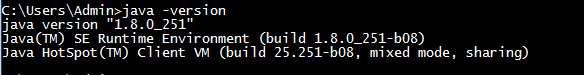 C:\Users\Admin>java -version
java version "1.8.0_251"
Java(TM) SE Runtime Environment (build 1.8.0_251-b08)
Java HotSpot(TM) Client VM (build 25.251-b08, mixed mode, sharing)